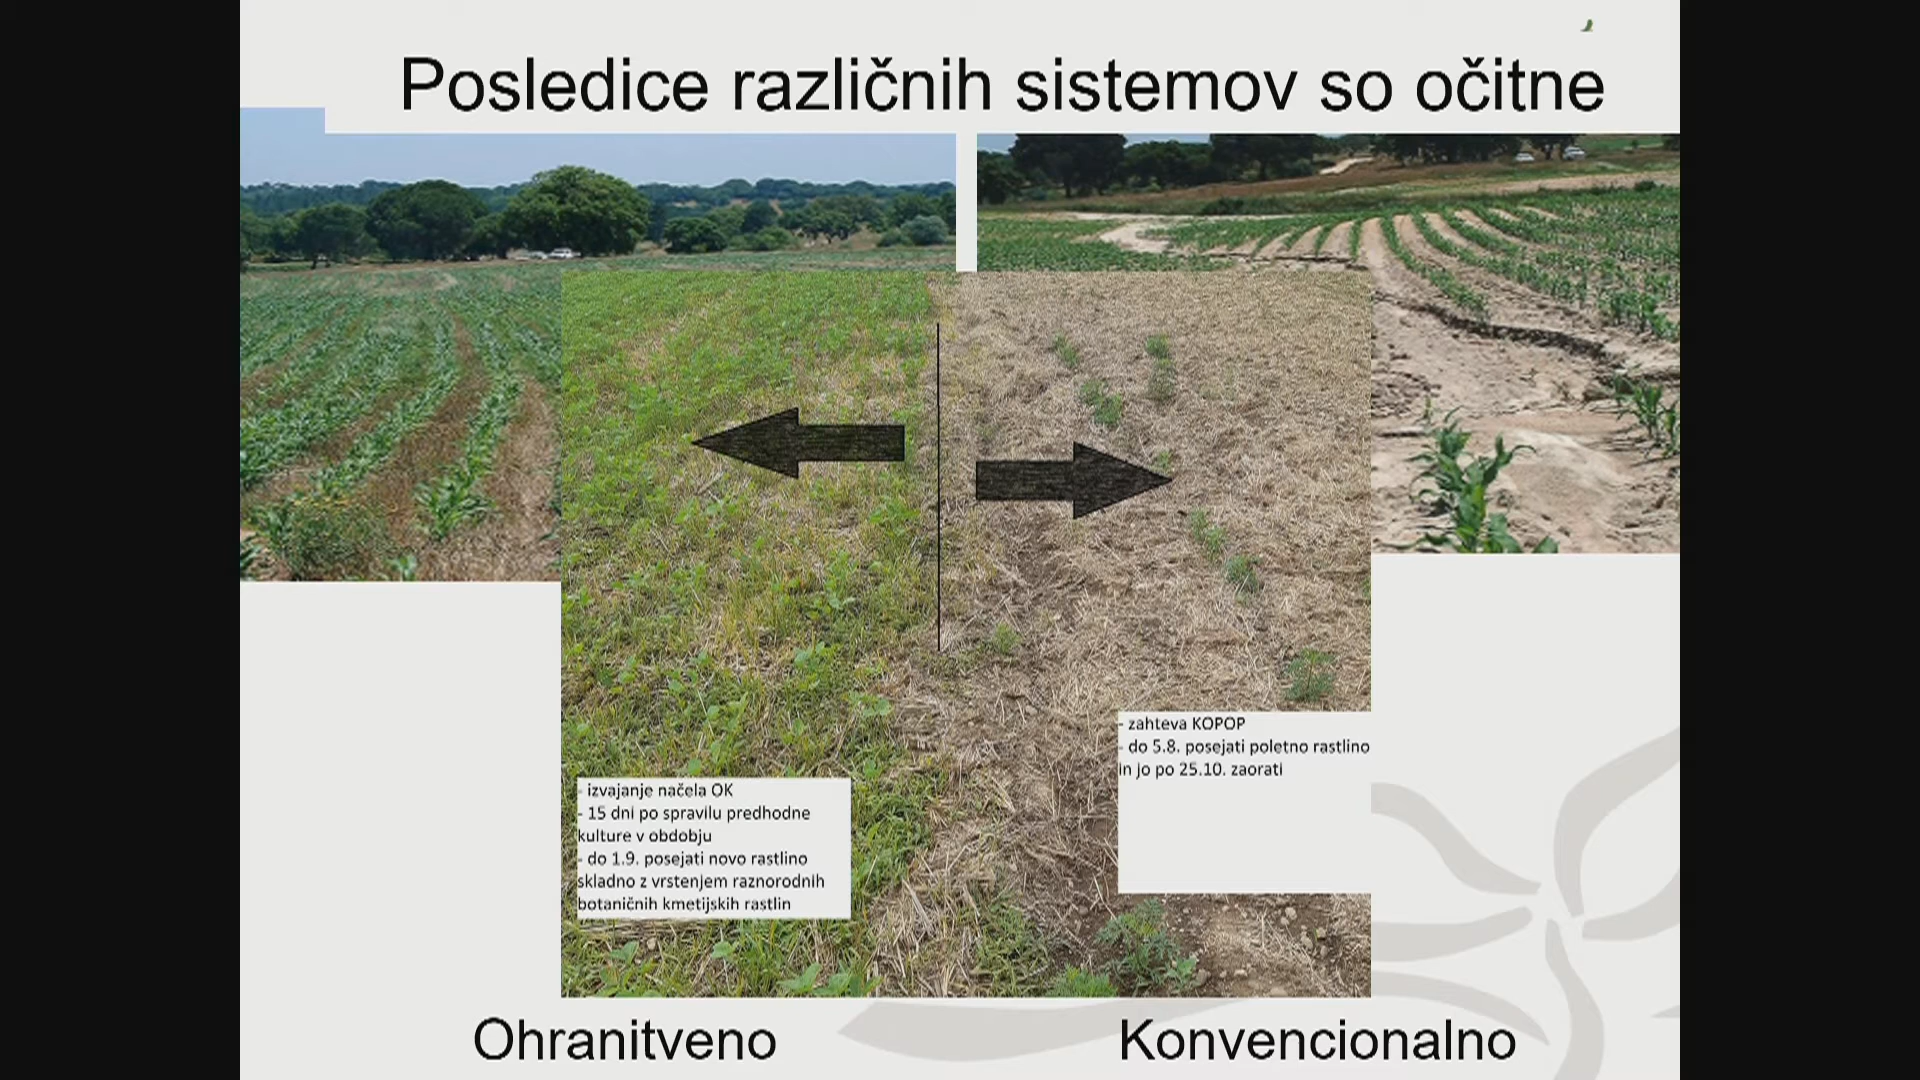 Posledice različnih sistemov so očitne
- zahteva KOPOP
- do 5.8. posejati poletno rastlino
in jo po 25.10. zaorati
- izvajanje načela OK
- 15 dni po spravilu predhodne
kulture v obdobju
- do 1.9. posejati novo rastlino
skladno z vrstenjem raznorodnih
botaničnih kmetijskih rastlin
Ohranitveno
Konvencionalno